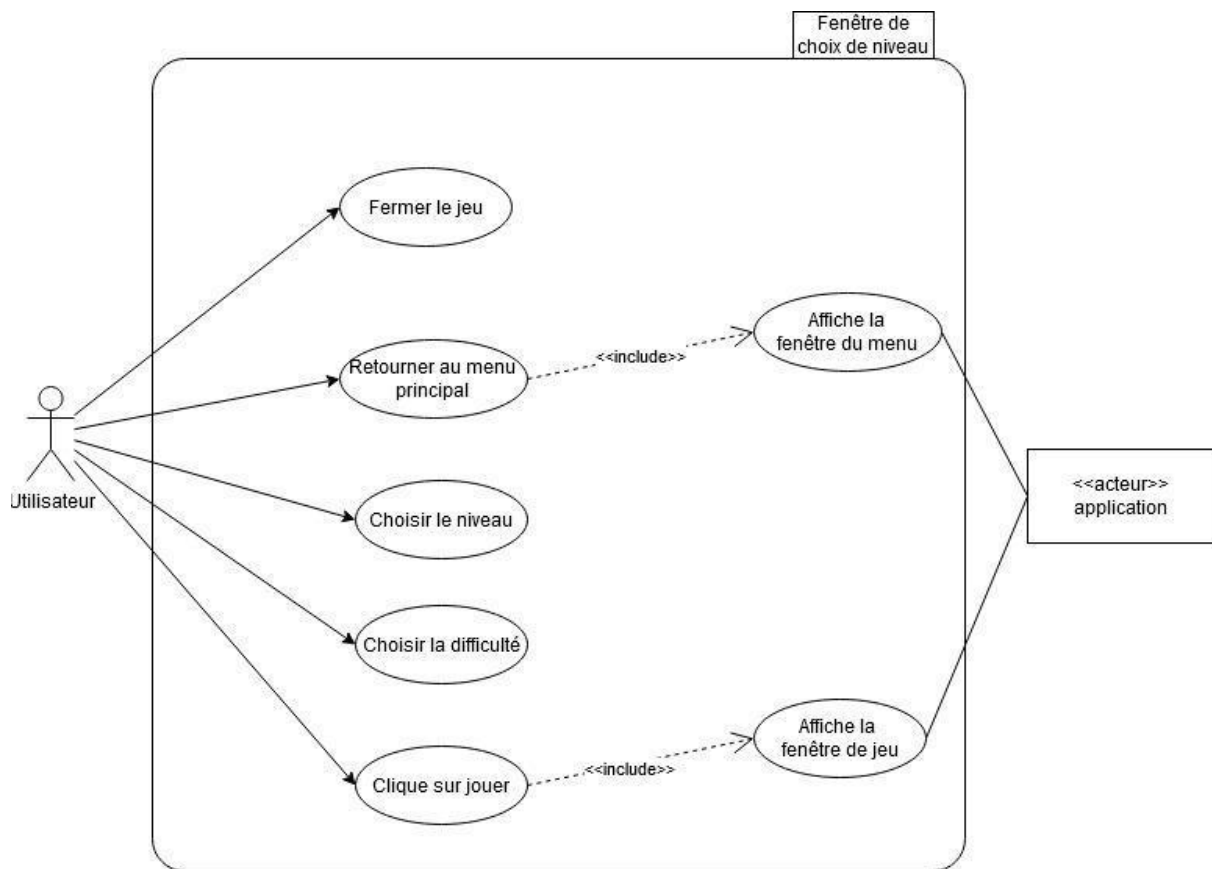 Fenêtre de
choix de niveau
Fermer le jeu
Affiche la
fenêtre du menu
<<include>>
Retourner au menu
principal
Utilisateur
<<acteur>>
application
Choisir le niveau
Choisir la difficulté
Affiche la
fenêtre de jeu
<<include>>
Clique sur jouer